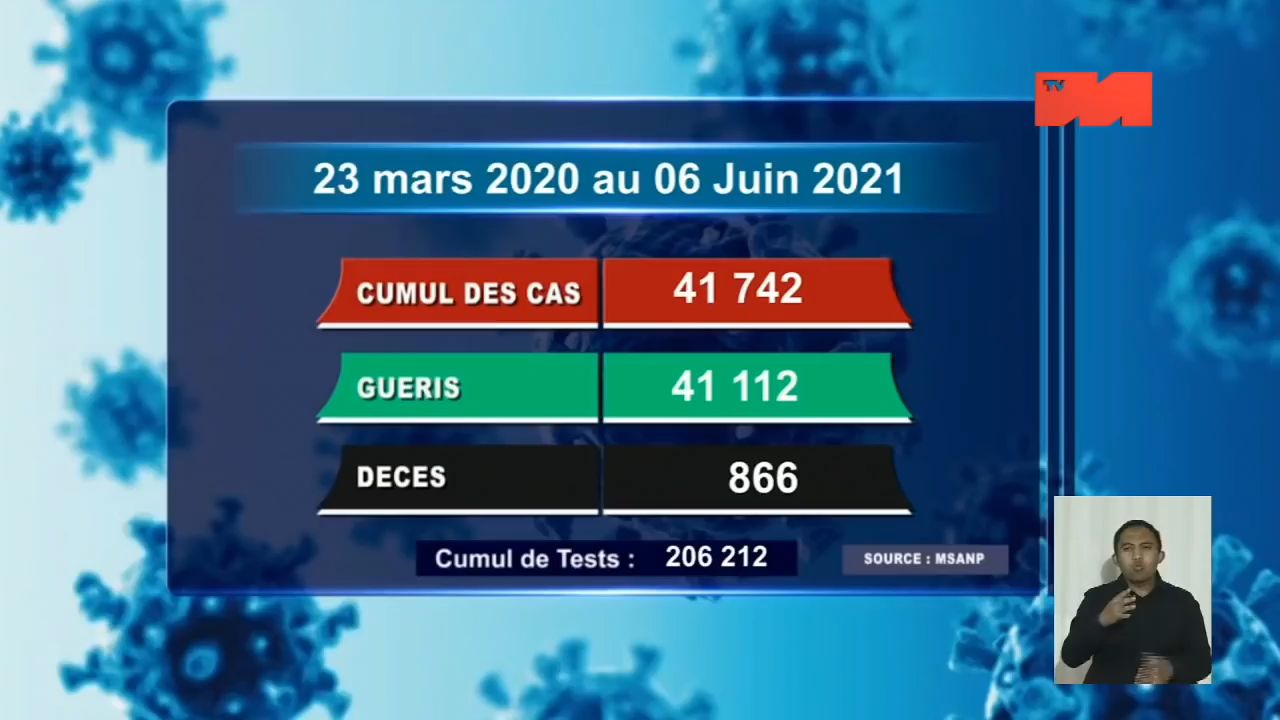 TVM
23 mars 2020 au 06 Juin 2021
CUMUL DES CAS 41 742
GUERIS 41 112
DECES 866
Cumul de Tests : 206 212
SOURCE : MSANP